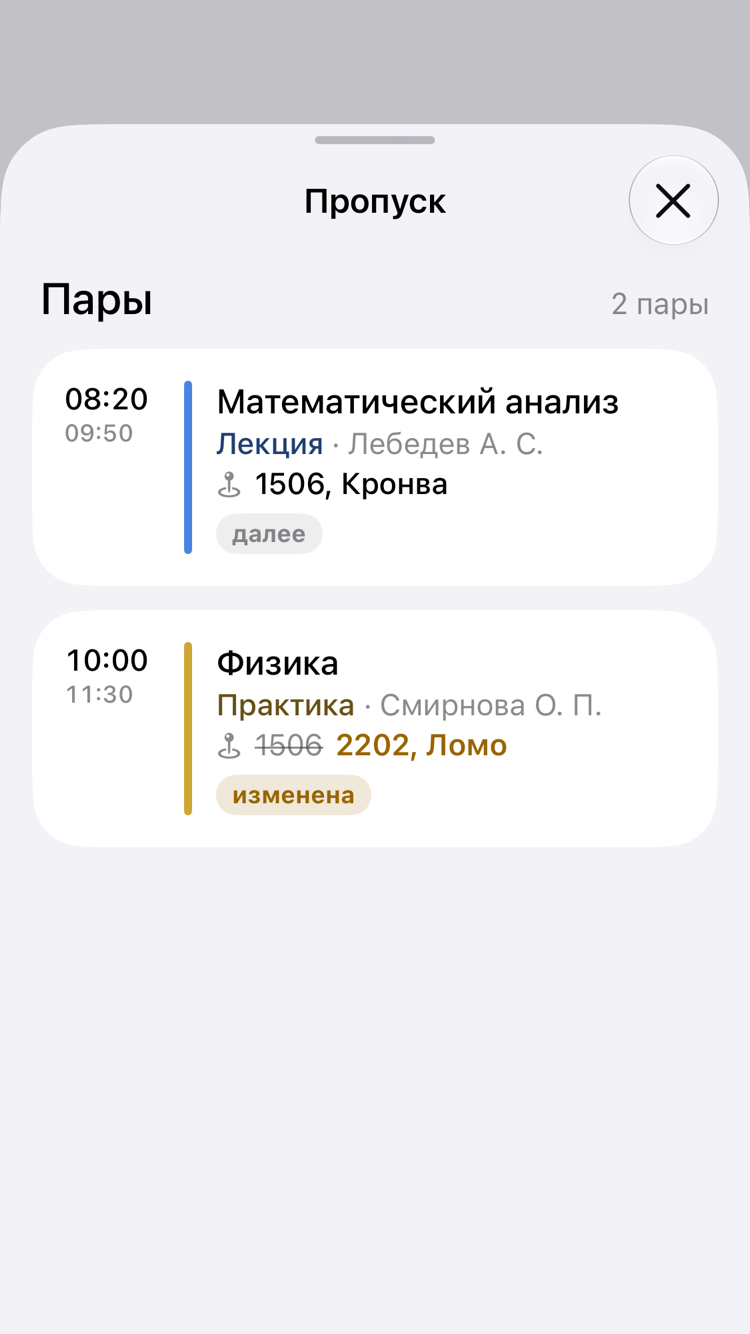 Пропуск
Пары
2 пары
08:20
09:50
Математический анализ
Лекция · Лебедев А. С.
1506, Кронва
далее
10:00
11:30
Физика
Практика · Смирнова О. П.
1506 2202, Ломо
изменена